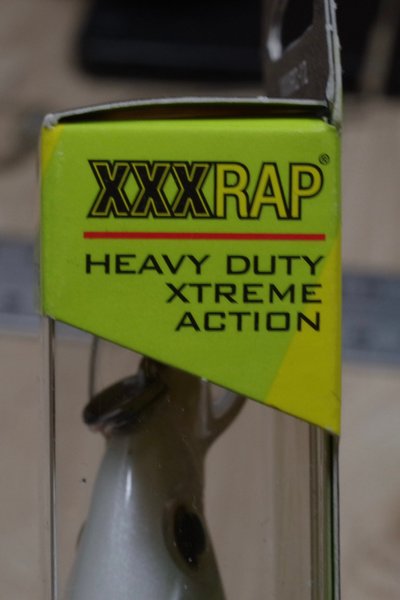 XXXRAP®
HEAVY DUTY
XTREME
ACTION